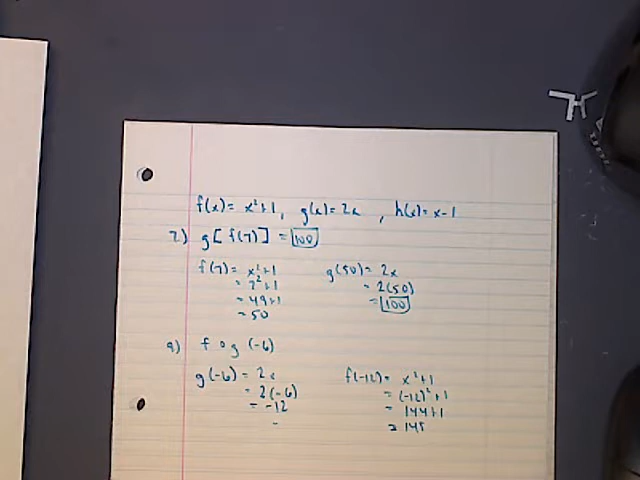 f(x) = x²+1, g(x) = 2x , h(x) = x-1
7) g[f(7)] = 100
f(7) = x²+1
= 7²+1
= 49+1
= 50
g(50) = 2x
= 2(50)
= 100
9) f o g (-6)
g(-6) = 2x
= 2(-6)
= -12
f(-12) = x²+1
= (-12)²+1
= 144+1
= 145